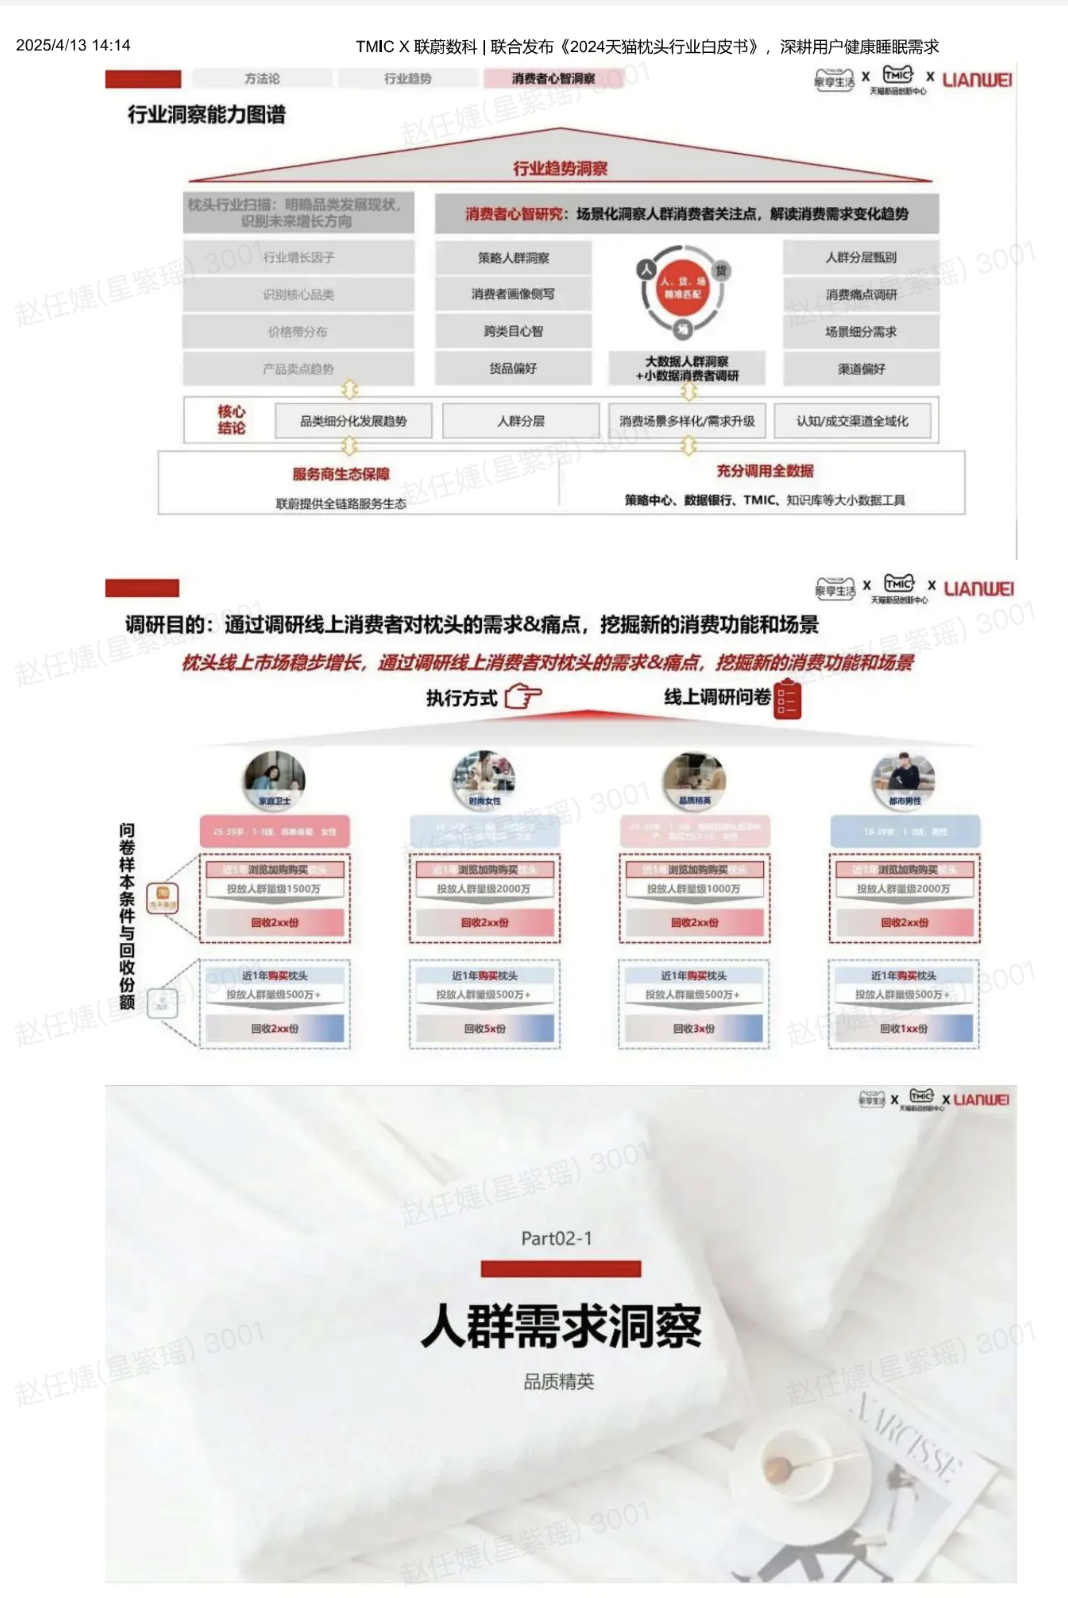 2025/4/13 14:14
TMIC X 联蔚数科 | 联合发布《2024天猫枕头行业白皮书》，深耕用户健康睡眠需求
方法论
行业趋势
消费者心智洞察
家享生活 X TMIC 天猫新品创新中心 X LIANWEI
行业洞察能力图谱
行业趋势洞察
枕头行业扫描：明确品类发展现状，
识别未来增长方向
行业增长因子
识别核心品类
价格带分布
产品卖点趋势
消费者心智研究：场景化洞察人群消费者关注点，解读消费需求变化趋势
策略人群洞察
消费者画像侧写
跨类目心智
货品偏好
人
货
场
人、货、场
精准匹配
大数据人群洞察
+小数据消费者调研
人群分层甄别
消费痛点调研
场景细分需求
渠道偏好
核心
结论
品类细分化发展趋势
人群分层
消费场景多样化/需求升级
认知/成交渠道全域化
服务商生态保障
联蔚提供全链路服务生态
充分调用全数据
策略中心、数据银行、TMIC、知识库等大小数据工具
家享生活 X TMIC 天猫新品创新中心 X LIANWEI
调研目的：通过调研线上消费者对枕头的需求&痛点，挖掘新的消费功能和场景
枕头线上市场稳步增长，通过调研线上消费者对枕头的需求&痛点，挖掘新的消费功能和场景
执行方式
线上调研问卷
问卷样本条件与回收份额
家庭卫士
时尚女性
品质精英
都市男性
18-39岁，1-3线，男性
近1年浏览加购购买枕头
投放人群量级1500万
回收2xx份
近1年浏览加购购买枕头
投放人群量级2000万
回收2xx份
近1年浏览加购购买枕头
投放人群量级1000万
回收2xx份
近1年浏览加购购买枕头
投放人群量级2000万
回收2xx份
近1年购买枕头
投放人群量级500万+
回收2xx份
近1年购买枕头
投放人群量级500万+
回收5x份
近1年购买枕头
投放人群量级500万+
回收3x份
近1年购买枕头
投放人群量级500万+
回收1xx份
家享生活 X TMIC 天猫新品创新中心 X LIANWEI
Part02-1
人群需求洞察
品质精英
NARCISSE
赵任婕(星紫瑶) 3001